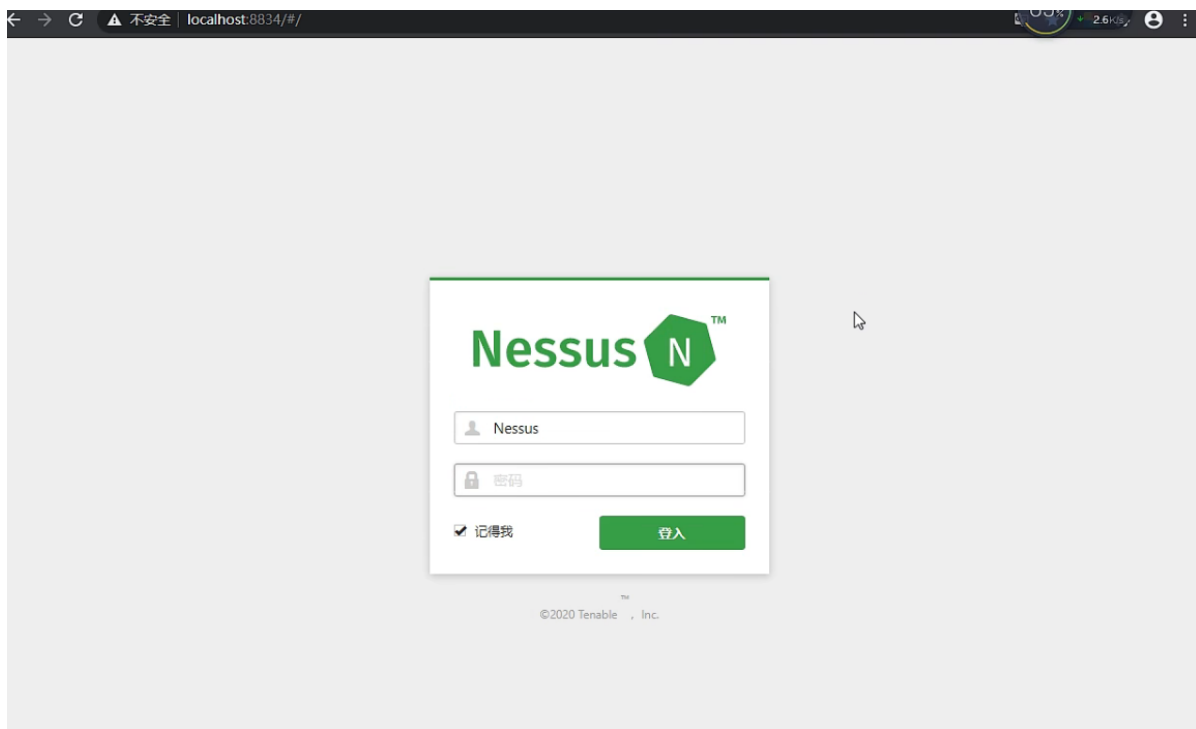 不安全 localhost:8834/#/
+ 2.6K/s
Nessus N ™
Nessus
密码
记得我
登入
©2020 Tenable ™ , Inc.